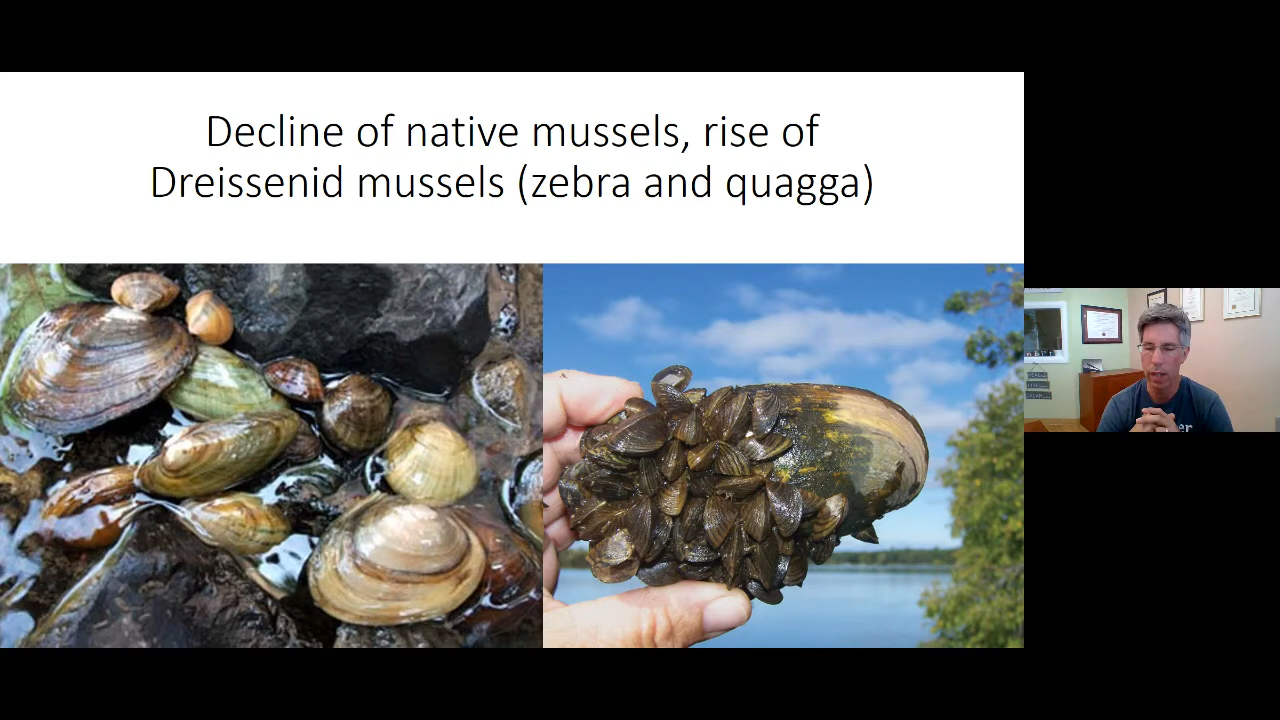 Decline of native mussels, rise of
Dreissenid mussels (zebra and quagga)